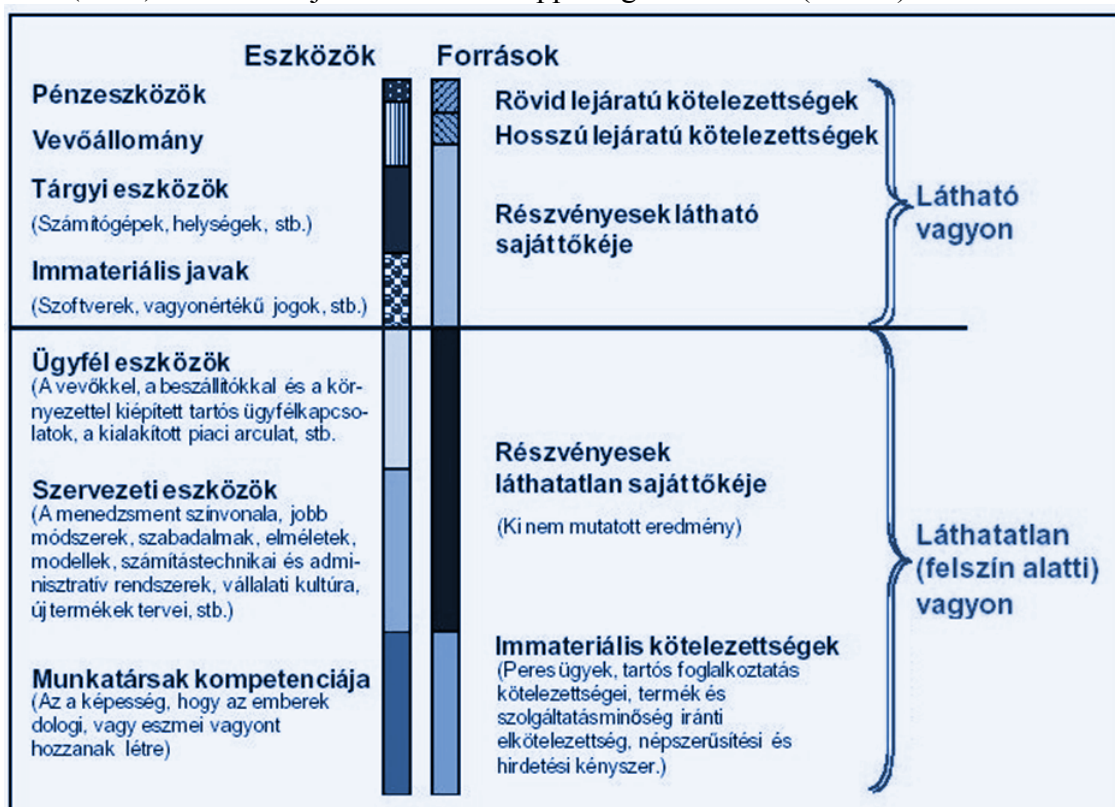 Eszközök
Források
Pénzeszközök
Vevőállomány
Tárgyi eszközök
(Számítógépek, helységek, stb.)
Immateriális javak
(Szoftverek, vagyonértékű jogok, stb.)
Rövid lejáratú kötelezettségek
Hosszú lejáratú kötelezettségek
Részvényesek látható
saját tőkéje
Látható
vagyon
Ügyfél eszközök
(A vevőkkel, a beszállítókkal és a kör-
nyezettel kiépített tartós ügyfélkapcso-
latok, a kialakított piaci arculat, stb.
Szervezeti eszközök
(A menedzsment színvonala, jobb
módszerek, szabadalmak, elméletek,
modellek, számítástechnikai és admi-
nisztratív rendszerek, vállalati kultúra,
új termékek tervei, stb.)
Munkatársak kompetenciája
(Az a képesség, hogy az emberek
dologi, vagy eszmei vagyont
hozzanak létre)
Részvényesek
láthatatlan saját tőkéje
(Ki nem mutatott eredmény)
Immateriális kötelezettségek
(Peres ügyek, tartós foglalkoztatás
kötelezettségei, termék és
szolgáltatásminőség iránti
elkötelezettség, népszerűsítési és
hirdetési kényszer.)
Láthatatlan
(felszín alatti)
vagyon